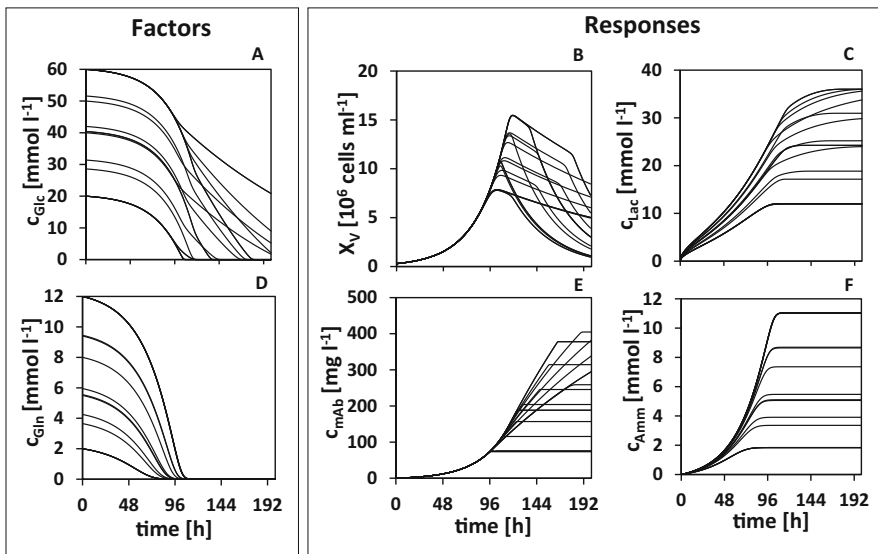 Factors
Responses
A
60
50
40
30
20
10
0
c_Glc [mmol l⁻¹]
B
20
15
10
5
0
X_V [10⁶ cells ml⁻¹]
C
40
30
20
10
0
c_Lac [mmol l⁻¹]
D
12
10
8
6
4
2
0
c_Gln [mmol l⁻¹]
0 48 96 144 192
time [h]
E
500
400
300
200
100
0
c_mAb [mg l⁻¹]
0 48 96 144 192
time [h]
F
12
10
8
6
4
2
0
c_Amm [mmol l⁻¹]
0 48 96 144 192
time [h]